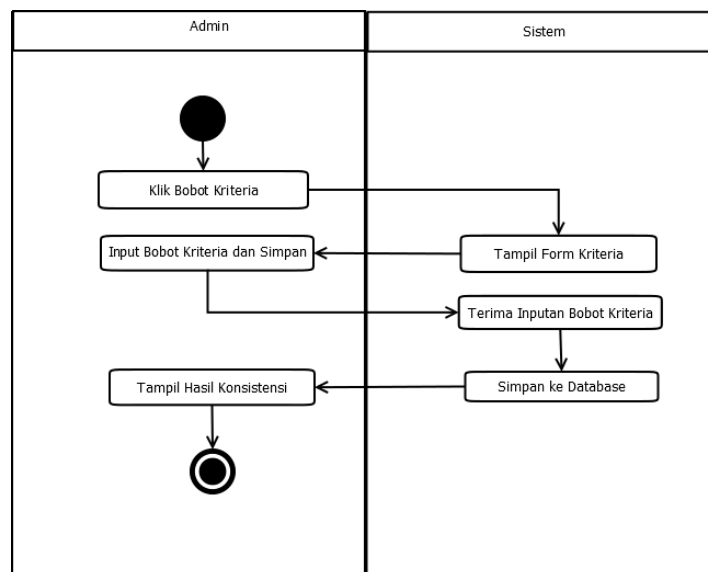 Admin
Sistem
Klik Bobot Kriteria
Input Bobot Kriteria dan Simpan
Tampil Form Kriteria
Terima Inputan Bobot Kriteria
Tampil Hasil Konsistensi
Simpan ke Database